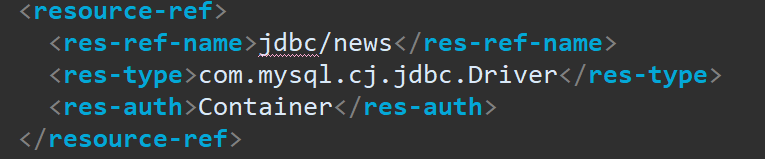 <resource-ref>
<res-ref-name>jdbc/news</res-ref-name>
<res-type>com.mysql.cj.jdbc.Driver</res-type>
<res-auth>Container</res-auth>
</resource-ref>